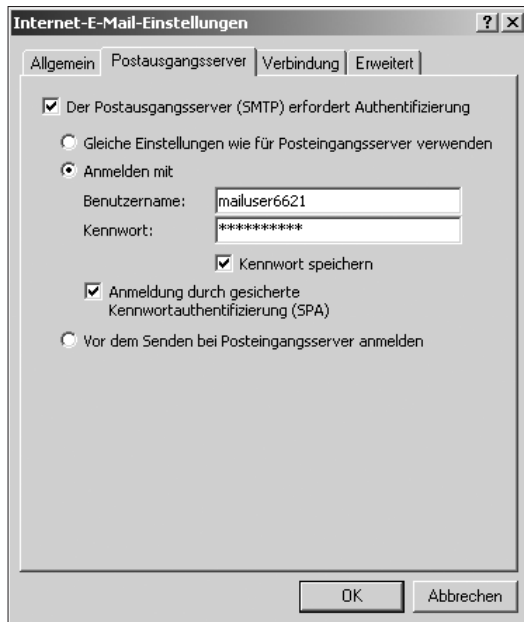 Internet-E-Mail-Einstellungen
Allgemein Postausgangsserver Verbindung Erweitert
Der Postausgangsserver (SMTP) erfordert Authentifizierung
Gleiche Einstellungen wie für Posteingangsserver verwenden
Anmelden mit
Benutzername: mailuser6621
Kennwort: **********
Kennwort speichern
Anmeldung durch gesicherte
Kennwortauthentifizierung (SPA)
Vor dem Senden bei Posteingangsserver anmelden
OK Abbrechen